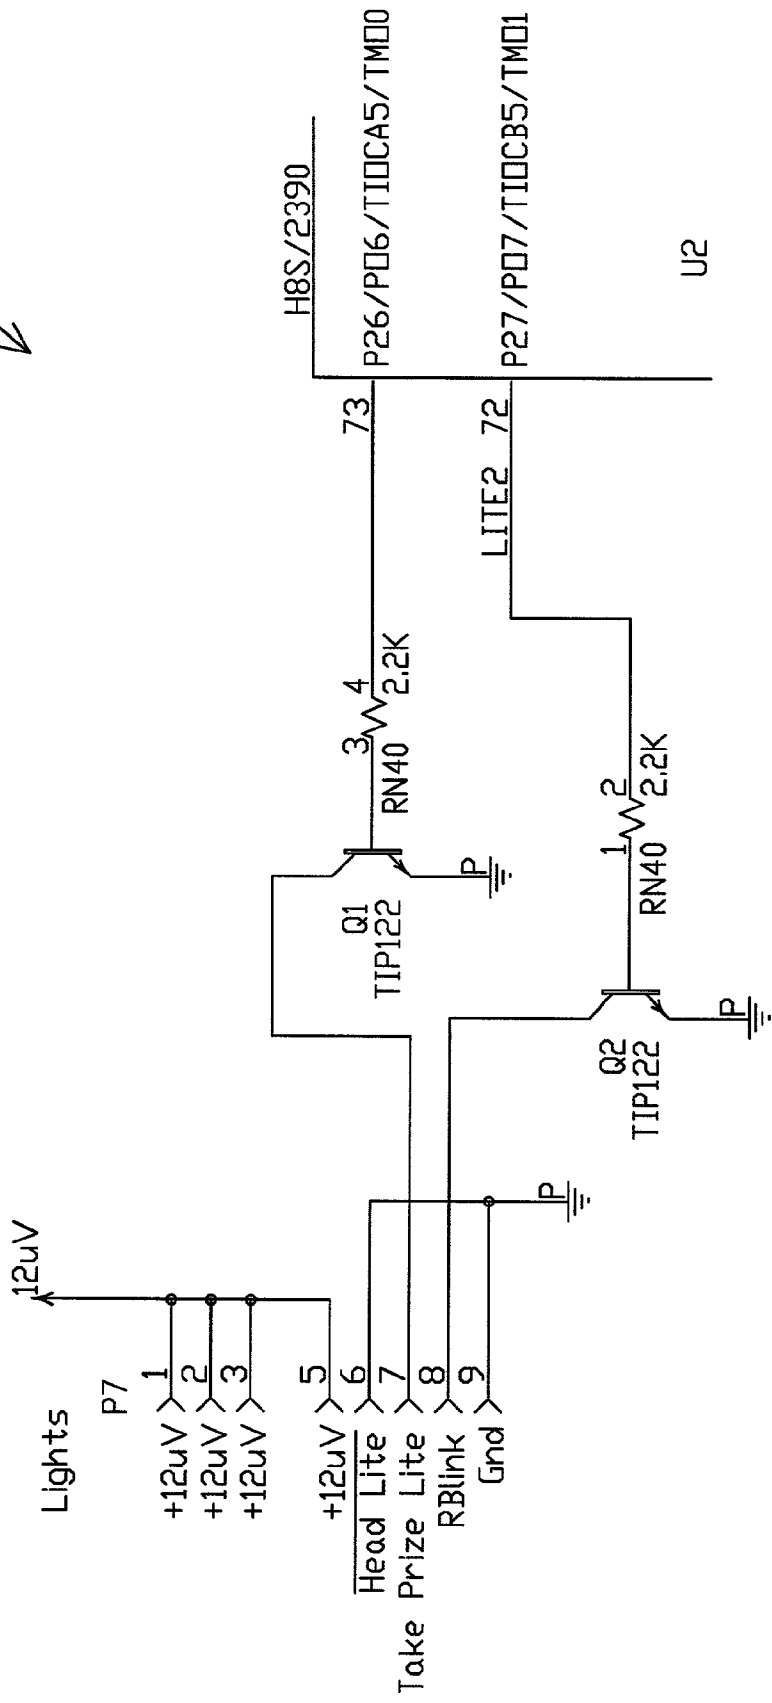 Lights
P7
12uV
+12uV 1
+12uV 2
+12uV 3
+12uV 5
Head Lite 6
Take Prize Lite 7
RBlink 8
Gnd 9
P
Q1
TIP122
P
3 4
RN40 2.2K
73
H8S/2390
P26/PO6/TIOCA5/TMO0
Q2
TIP122
P
1 2
RN40 2.2K
LITE2 72
P27/PO7/TIOCB5/TMO1
U2